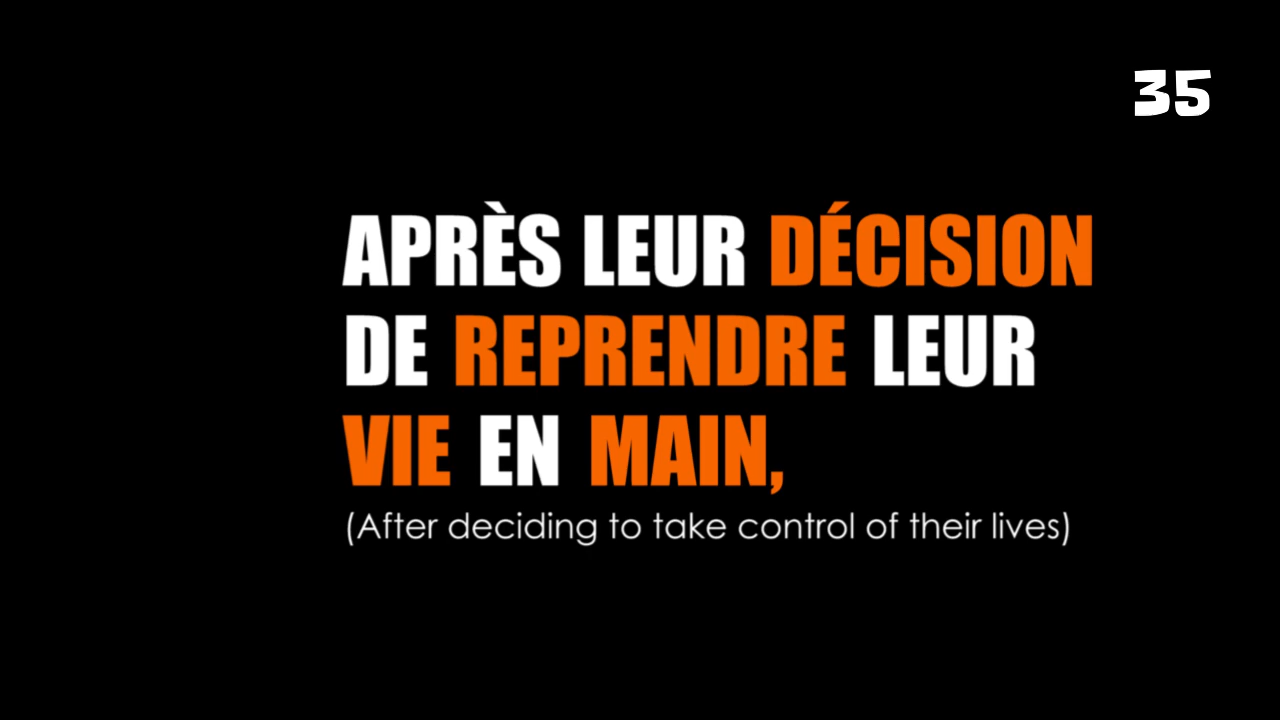 35
APRÈS LEUR DÉCISION
DE REPRENDRE LEUR
VIE EN MAIN,
(After deciding to take control of their lives)